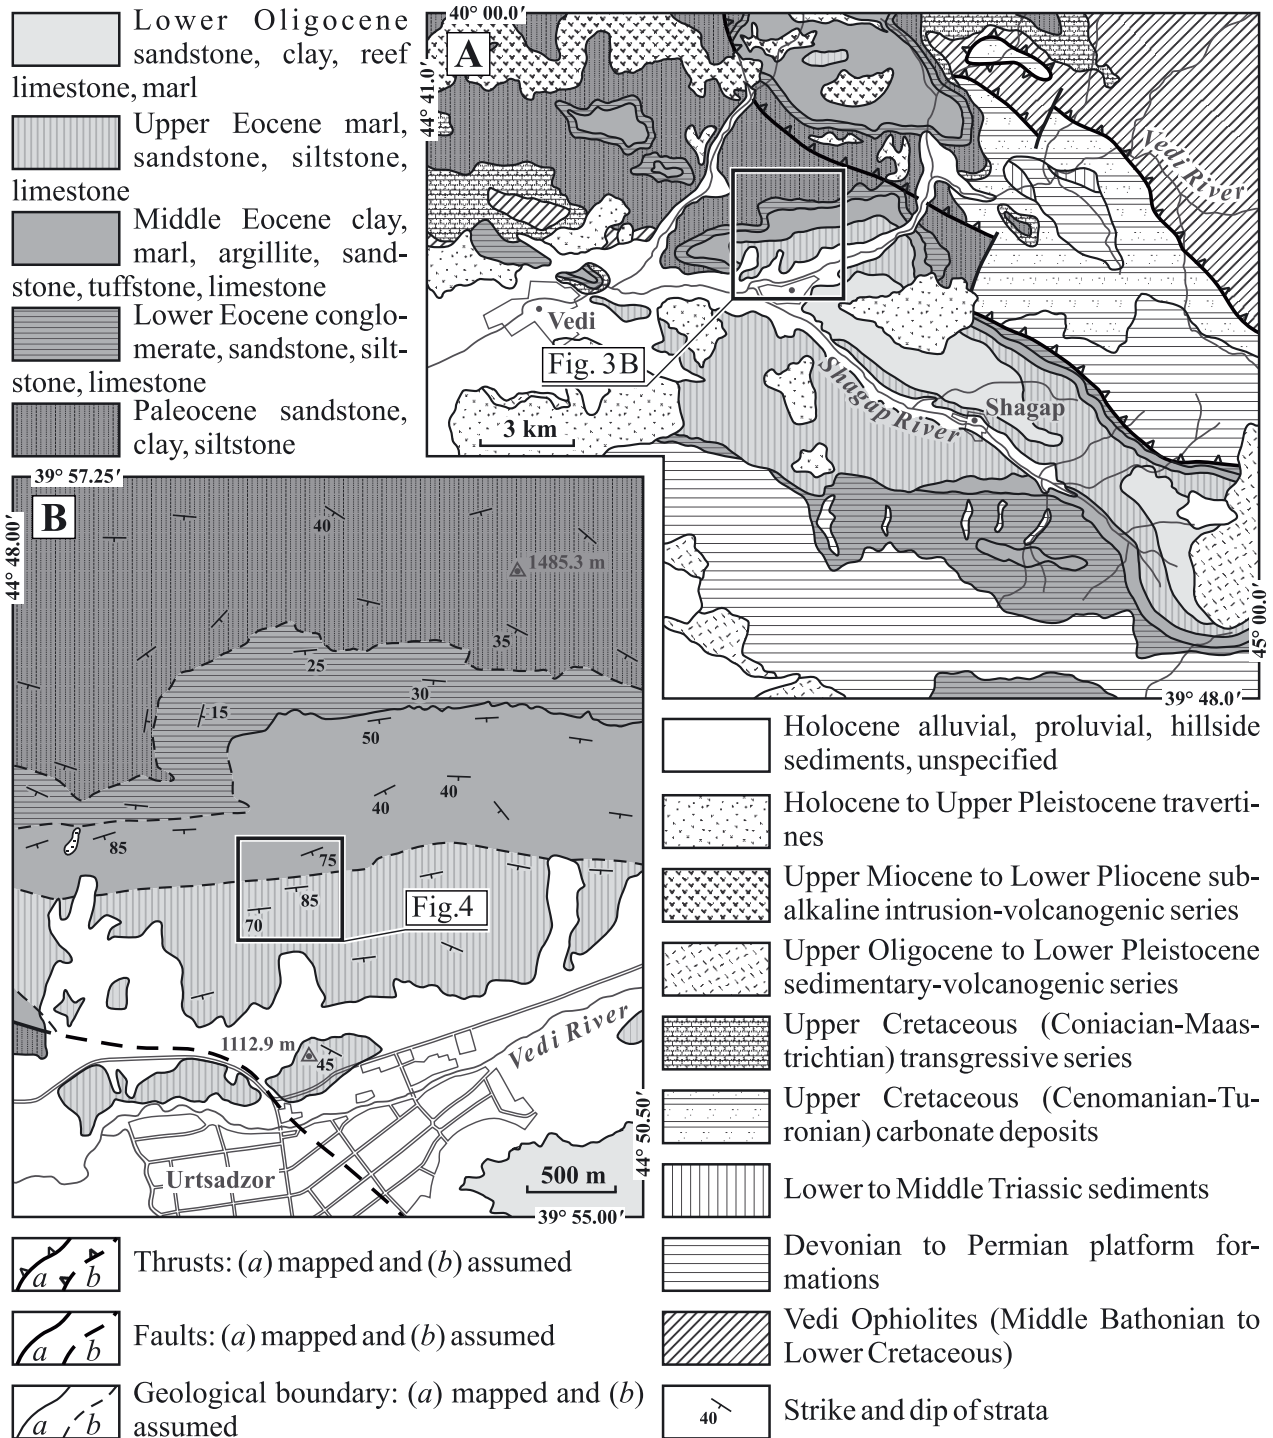 Lower Oligocene
sandstone, clay, reef
limestone, marl
Upper Eocene marl,
sandstone, siltstone,
limestone
Middle Eocene clay,
marl, argillite, sand-
stone, tuffstone, limestone
Lower Eocene conglo-
merate, sandstone, silt-
stone, limestone
Paleocene sandstone,
clay, siltstone
40° 00.0′
A
44° 41.0′
Vedi River
Vedi
Fig. 3B
Shagap River
Shagap
3 km
45° 00.0′
39° 48.0′
39° 57.25′
B
44° 48.00′
40
1485.3 m
35
25
30
15
50
40
40
85
75
85
70
Fig.4
1112.9 m
45
Vedi River
Urtsadzor
500 m
44° 50.50′
39° 55.00′
Holocene alluvial, proluvial, hillside
sediments, unspecified
Holocene to Upper Pleistocene traverti-
nes
Upper Miocene to Lower Pliocene sub-
alkaline intrusion-volcanogenic series
Upper Oligocene to Lower Pleistocene
sedimentary-volcanogenic series
Upper Cretaceous (Coniacian-Maas-
trichtian) transgressive series
Upper Cretaceous (Cenomanian-Tu-
ronian) carbonate deposits
Lower to Middle Triassic sediments
Devonian to Permian platform for-
mations
Vedi Ophiolites (Middle Bathonian to
Lower Cretaceous)
40
Strike and dip of strata
a b
Thrusts: (a) mapped and (b) assumed
a b
Faults: (a) mapped and (b) assumed
a b
Geological boundary: (a) mapped and (b)
assumed